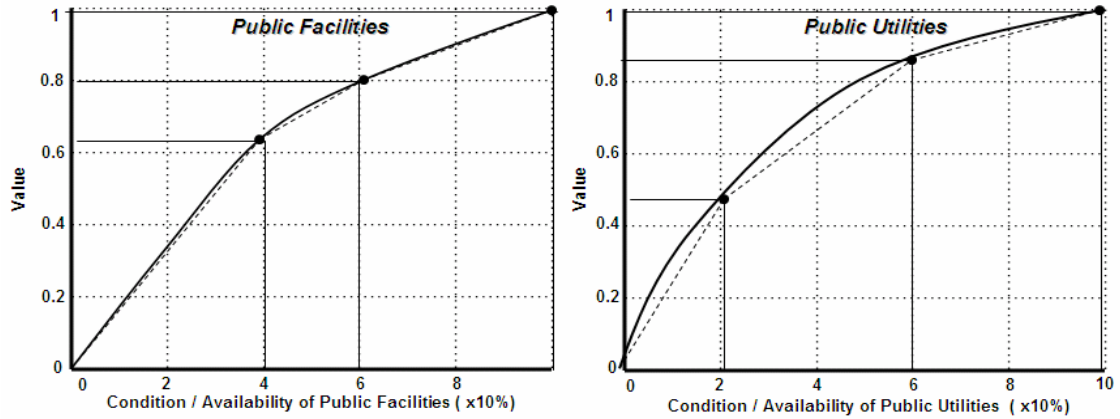 Public Facilities
1
0.8
0.6
0.4
0.2
0
Value
0 2 4 6 8
Condition / Availability of Public Facilities ( x10%)
Public Utilities
1
0.8
0.6
0.4
0.2
0
Value
0 2 4 6 8 10
Condition / Availability of Public Utilities ( x10%)